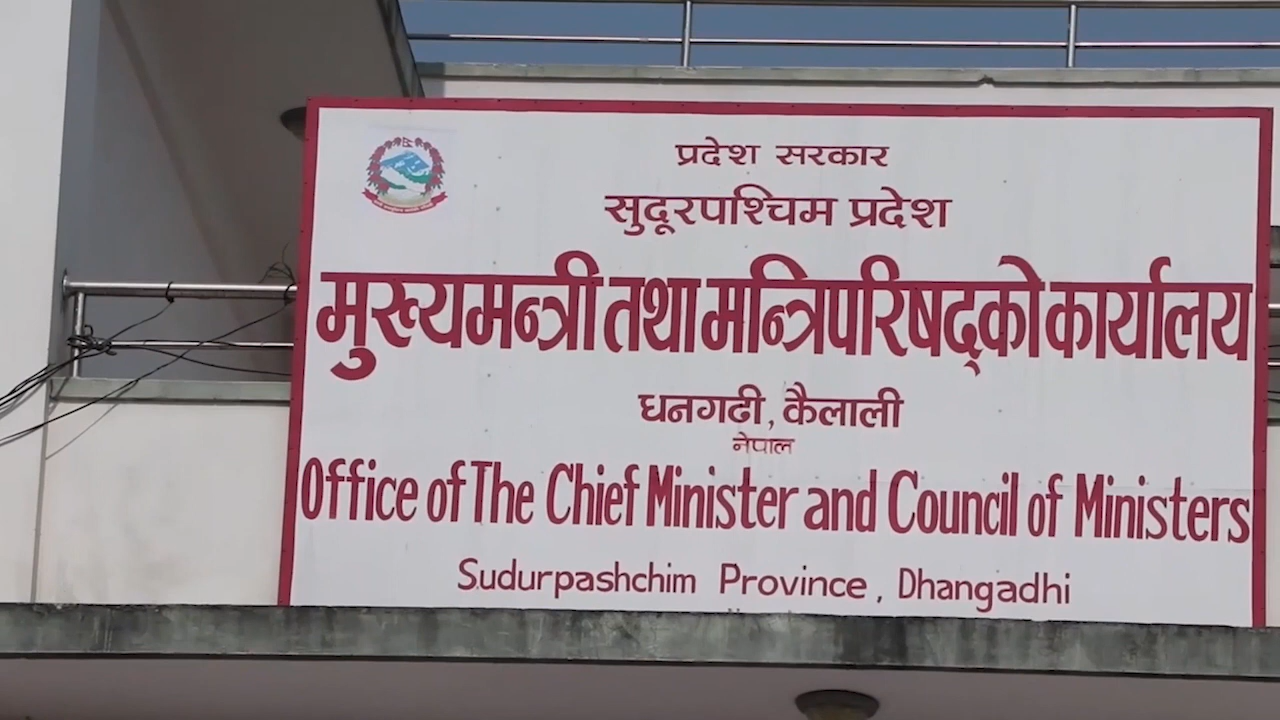 प्रदेश सरकार
सुदूरपश्चिम प्रदेश
मुख्यमन्त्री तथा मन्त्रिपरिषद्को कार्यालय
धनगढी, कैलाली
नेपाल
Office of The Chief Minister and Council of Ministers
Sudurpashchim Province, Dhangadhi